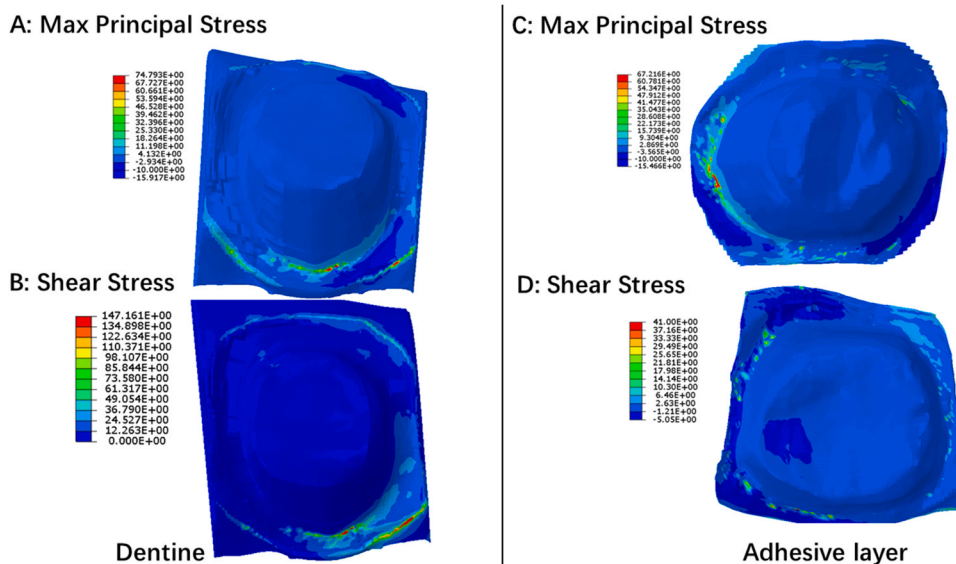 A: Max Principal Stress
74.793E+00
67.727E+00
60.661E+00
53.594E+00
46.528E+00
39.462E+00
32.396E+00
25.330E+00
18.264E+00
11.198E+00
4.132E+00
-2.934E+00
-10.000E+00
-15.917E+00
B: Shear Stress
147.161E+00
134.898E+00
122.634E+00
110.371E+00
98.107E+00
85.844E+00
73.580E+00
61.317E+00
49.054E+00
36.790E+00
24.527E+00
12.263E+00
0.000E+00
Dentine
C: Max Principal Stress
67.216E+00
60.781E+00
54.347E+00
47.912E+00
41.477E+00
35.043E+00
28.608E+00
22.173E+00
15.739E+00
9.304E+00
2.869E+00
-3.565E+00
-10.000E+00
-15.466E+00
D: Shear Stress
41.00E+00
37.16E+00
33.33E+00
29.49E+00
25.65E+00
21.81E+00
17.98E+00
14.14E+00
10.30E+00
6.46E+00
2.63E+00
-1.21E+00
-5.05E+00
Adhesive layer